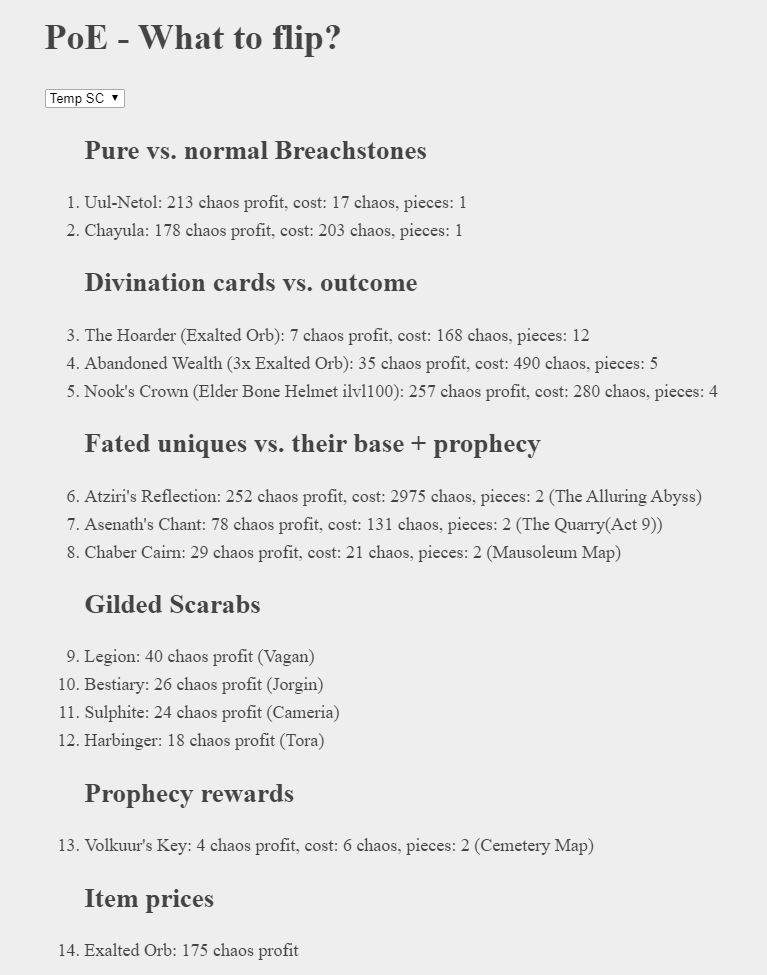 PoE - What to flip?
Temp SC ▼
Pure vs. normal Breachstones
1. Uul-Netol: 213 chaos profit, cost: 17 chaos, pieces: 1
2. Chayula: 178 chaos profit, cost: 203 chaos, pieces: 1
Divination cards vs. outcome
3. The Hoarder (Exalted Orb): 7 chaos profit, cost: 168 chaos, pieces: 12
4. Abandoned Wealth (3x Exalted Orb): 35 chaos profit, cost: 490 chaos, pieces: 5
5. Nook's Crown (Elder Bone Helmet ilvl100): 257 chaos profit, cost: 280 chaos, pieces: 4
Fated uniques vs. their base + prophecy
6. Atziri's Reflection: 252 chaos profit, cost: 2975 chaos, pieces: 2 (The Alluring Abyss)
7. Asenath's Chant: 78 chaos profit, cost: 131 chaos, pieces: 2 (The Quarry(Act 9))
8. Chaber Cairn: 29 chaos profit, cost: 21 chaos, pieces: 2 (Mausoleum Map)
Gilded Scarabs
9. Legion: 40 chaos profit (Vagan)
10. Bestiary: 26 chaos profit (Jorgin)
11. Sulphite: 24 chaos profit (Cameria)
12. Harbinger: 18 chaos profit (Tora)
Prophecy rewards
13. Volkuur's Key: 4 chaos profit, cost: 6 chaos, pieces: 2 (Cemetery Map)
Item prices
14. Exalted Orb: 175 chaos profit